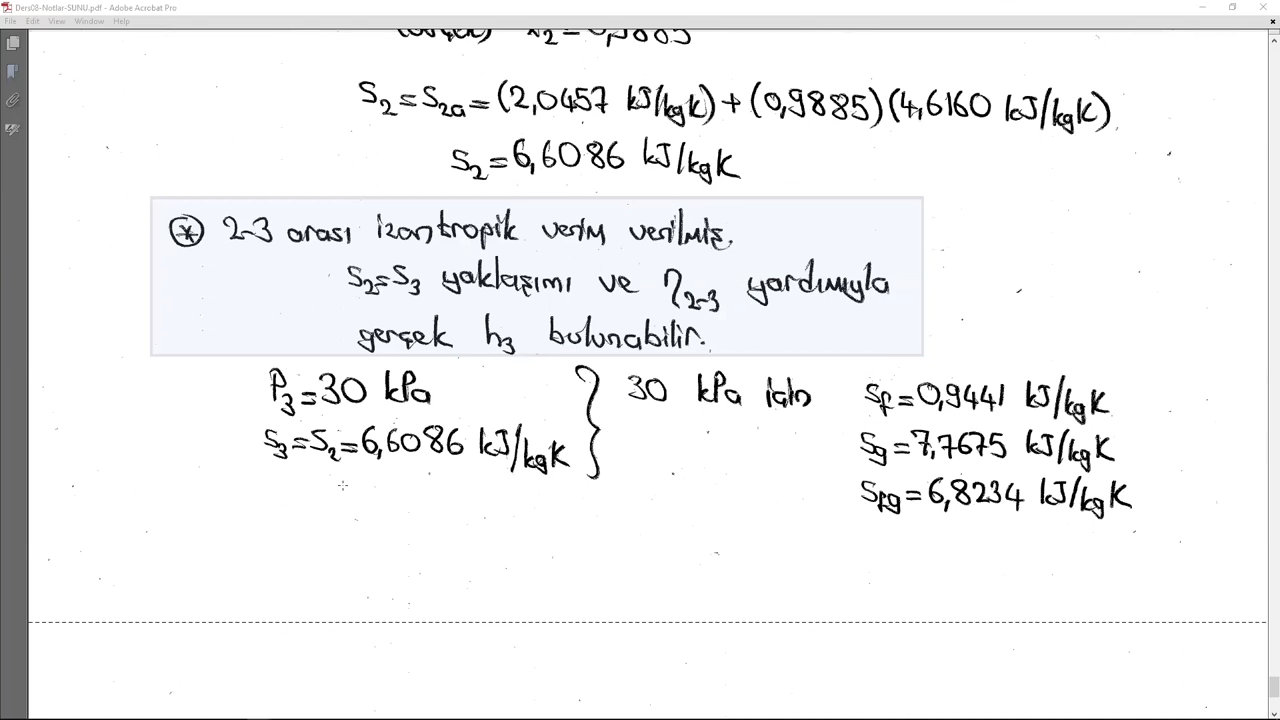 Ders08-Notlar-SUNU.pdf - Adobe Acrobat Pro
File Edit View Window Help
S2 = S2a = (2,0457 kJ/kgK) + (0,9885)(4,6160 kJ/kgK)
S2 = 6,6086 kJ/kgK
* 2-3 arası izantropik verim verilmiş.
S2=S3 yaklaşımı ve η2-3 yardımıyla
gerçek h3 bulunabilir.
P3 = 30 kPa } 30 kPa için Sf = 0,9441 kJ/kgK
S3 = S2 = 6,6086 kJ/kgK Sg = 7,7675 kJ/kgK
Sfg = 6,8234 kJ/kgK